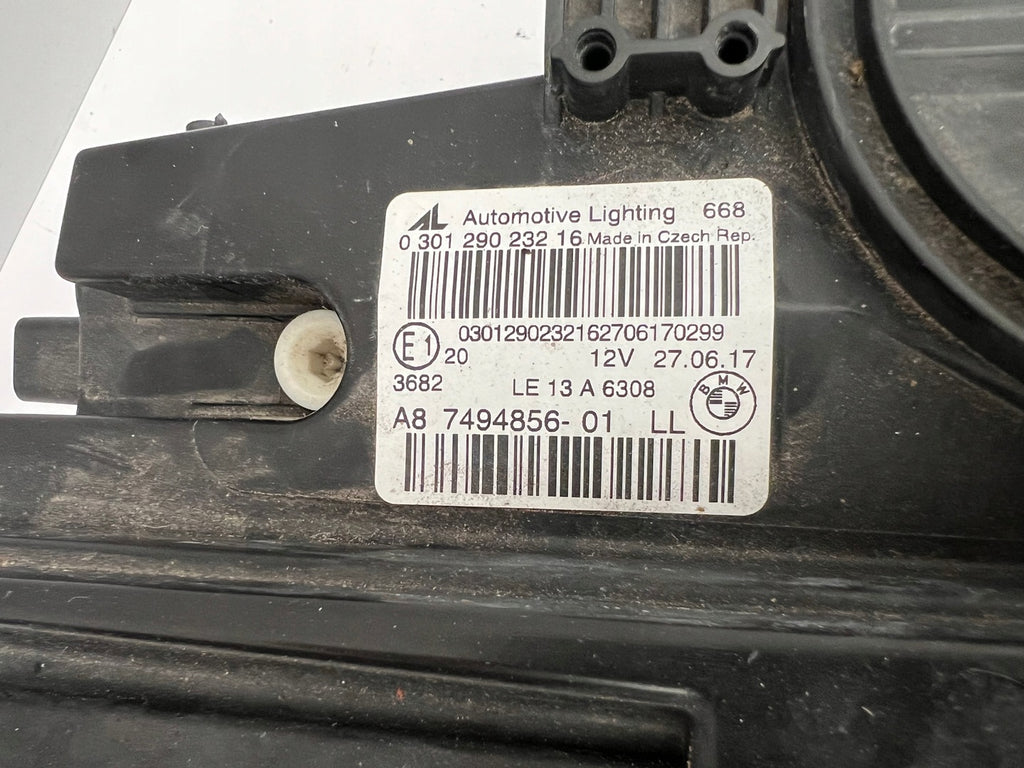 AL Automotive Lighting 668
0 301 290 232 16 Made in Czech Rep.
0301290232162706170299
E1 20 12V 27.06.17
3682 LE 13 A 6308
BMW
A8 7494856-01 LL